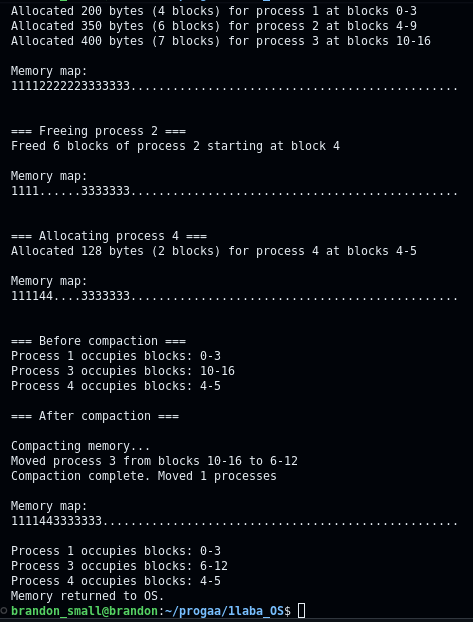 Allocated 200 bytes (4 blocks) for process 1 at blocks 0-3
Allocated 350 bytes (6 blocks) for process 2 at blocks 4-9
Allocated 400 bytes (7 blocks) for process 3 at blocks 10-16
Memory map:
11112222223333333...............................................
=== Freeing process 2 ===
Freed 6 blocks of process 2 starting at block 4
Memory map:
1111......3333333...............................................
=== Allocating process 4 ===
Allocated 128 bytes (2 blocks) for process 4 at blocks 4-5
Memory map:
111144....3333333...............................................
=== Before compaction ===
Process 1 occupies blocks: 0-3
Process 3 occupies blocks: 10-16
Process 4 occupies blocks: 4-5
=== After compaction ===
Compacting memory...
Moved process 3 from blocks 10-16 to 6-12
Compaction complete. Moved 1 processes
Memory map:
1111443333333...................................................
Process 1 occupies blocks: 0-3
Process 3 occupies blocks: 6-12
Process 4 occupies blocks: 4-5
Memory returned to OS.
brandon_small@brandon:~/progaa/1laba_OS$